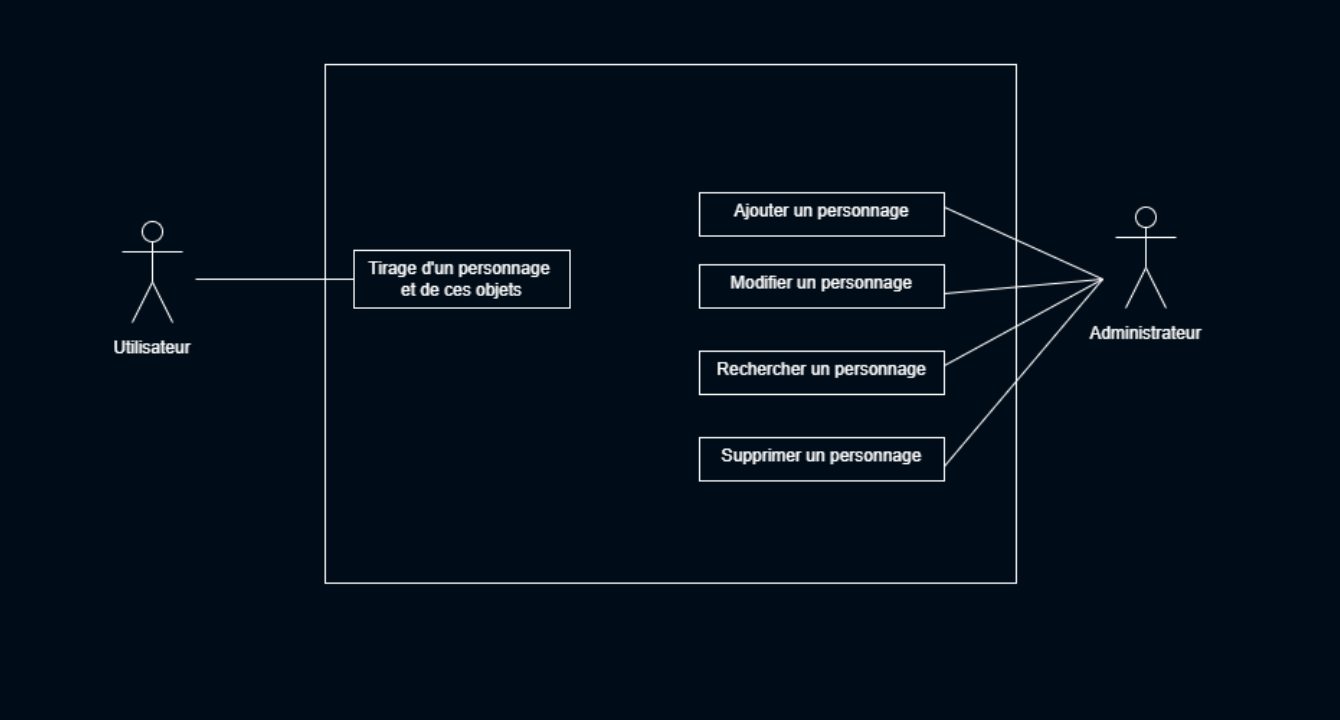 Ajouter un personnage
Tirage d'un personnage
et de ces objets
Modifier un personnage
Utilisateur
Administrateur
Rechercher un personnage
Supprimer un personnage